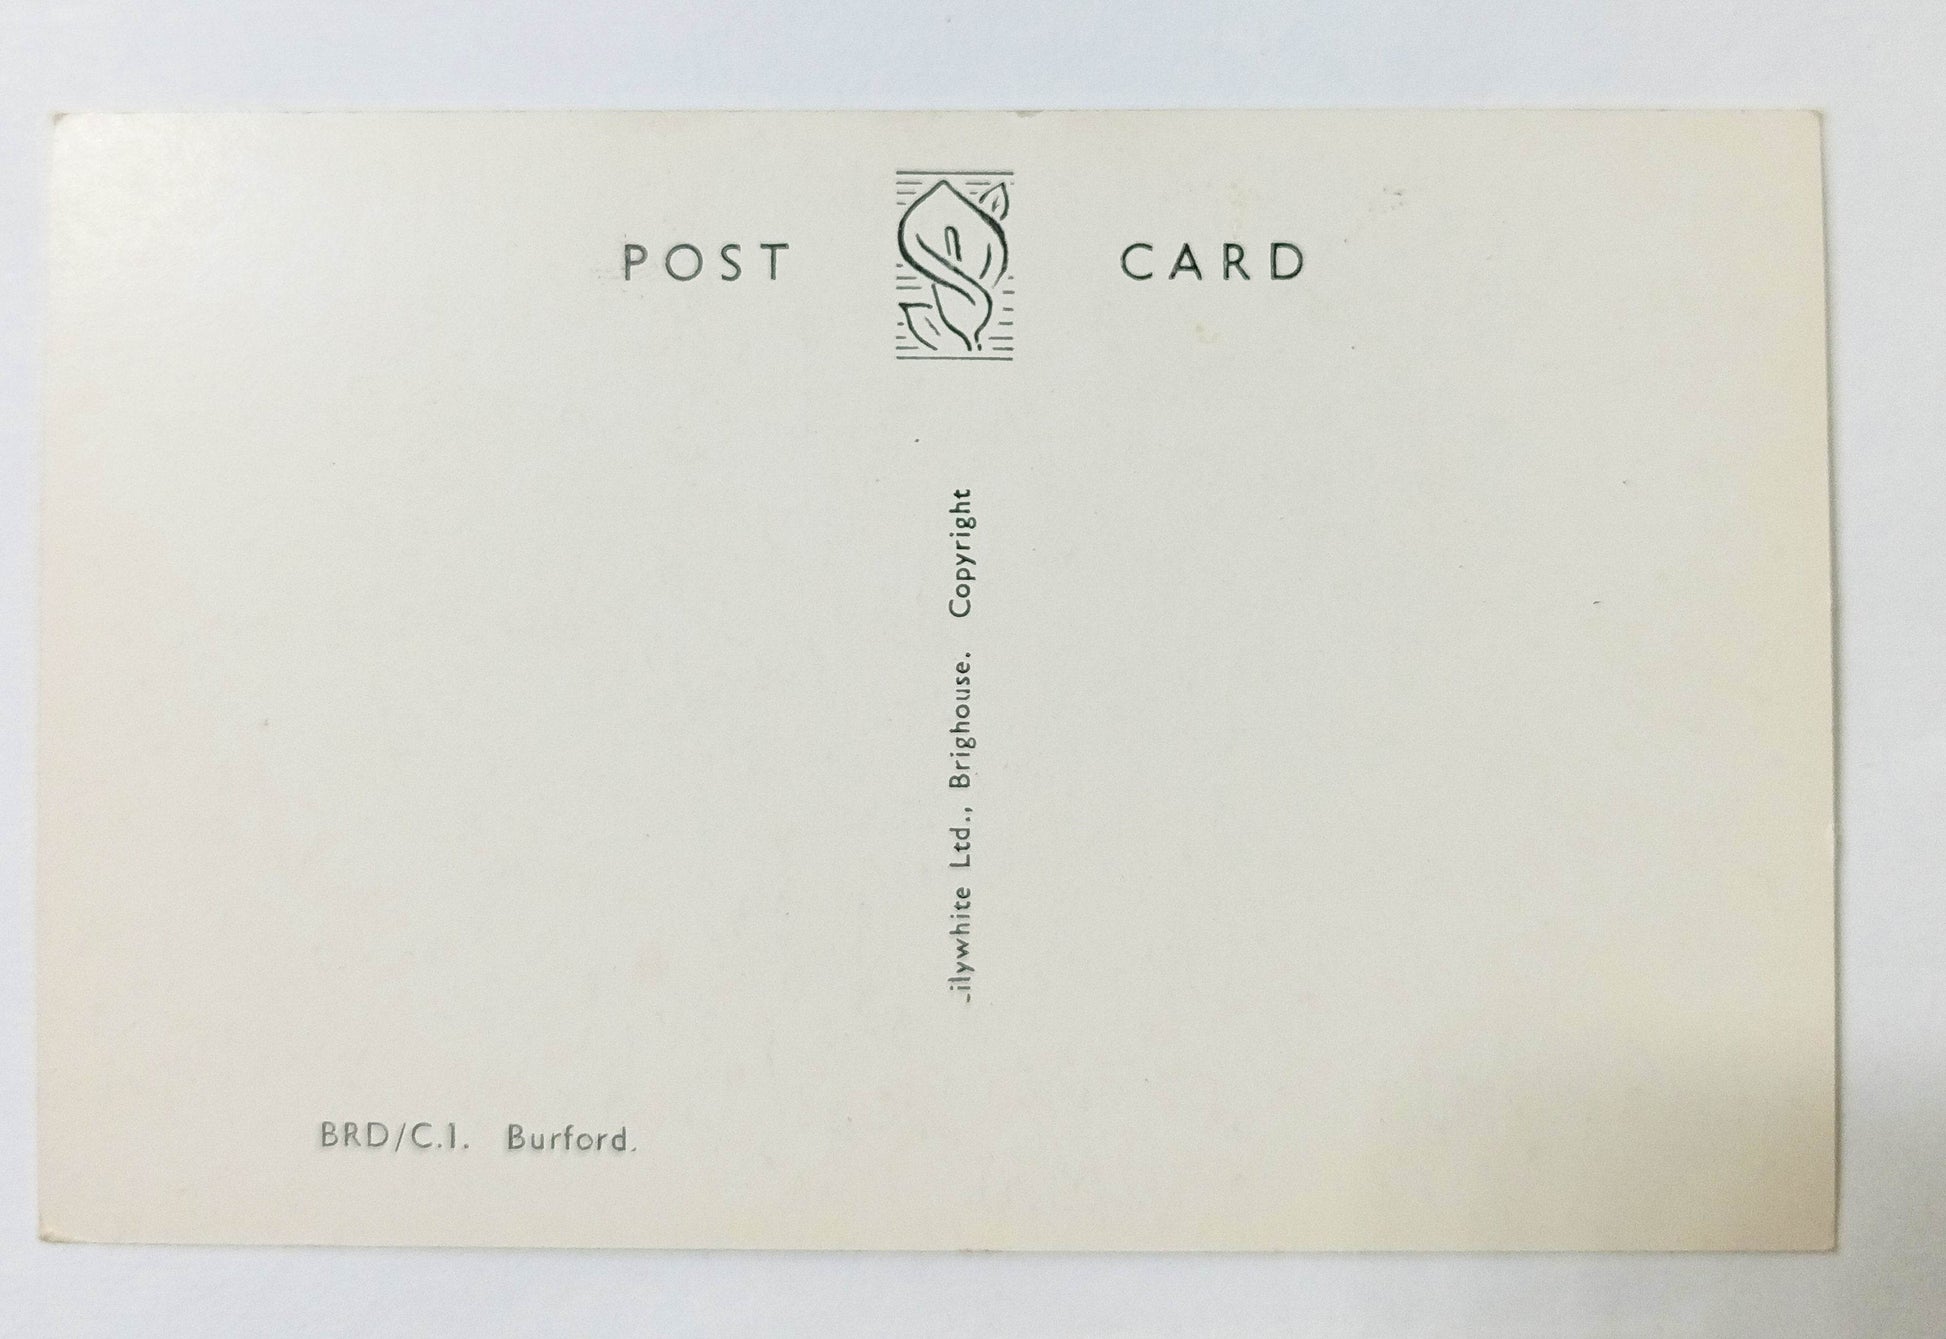 POST CARD
ilywhite Ltd., Brighouse. Copyright
BRD/C.1. Burford.